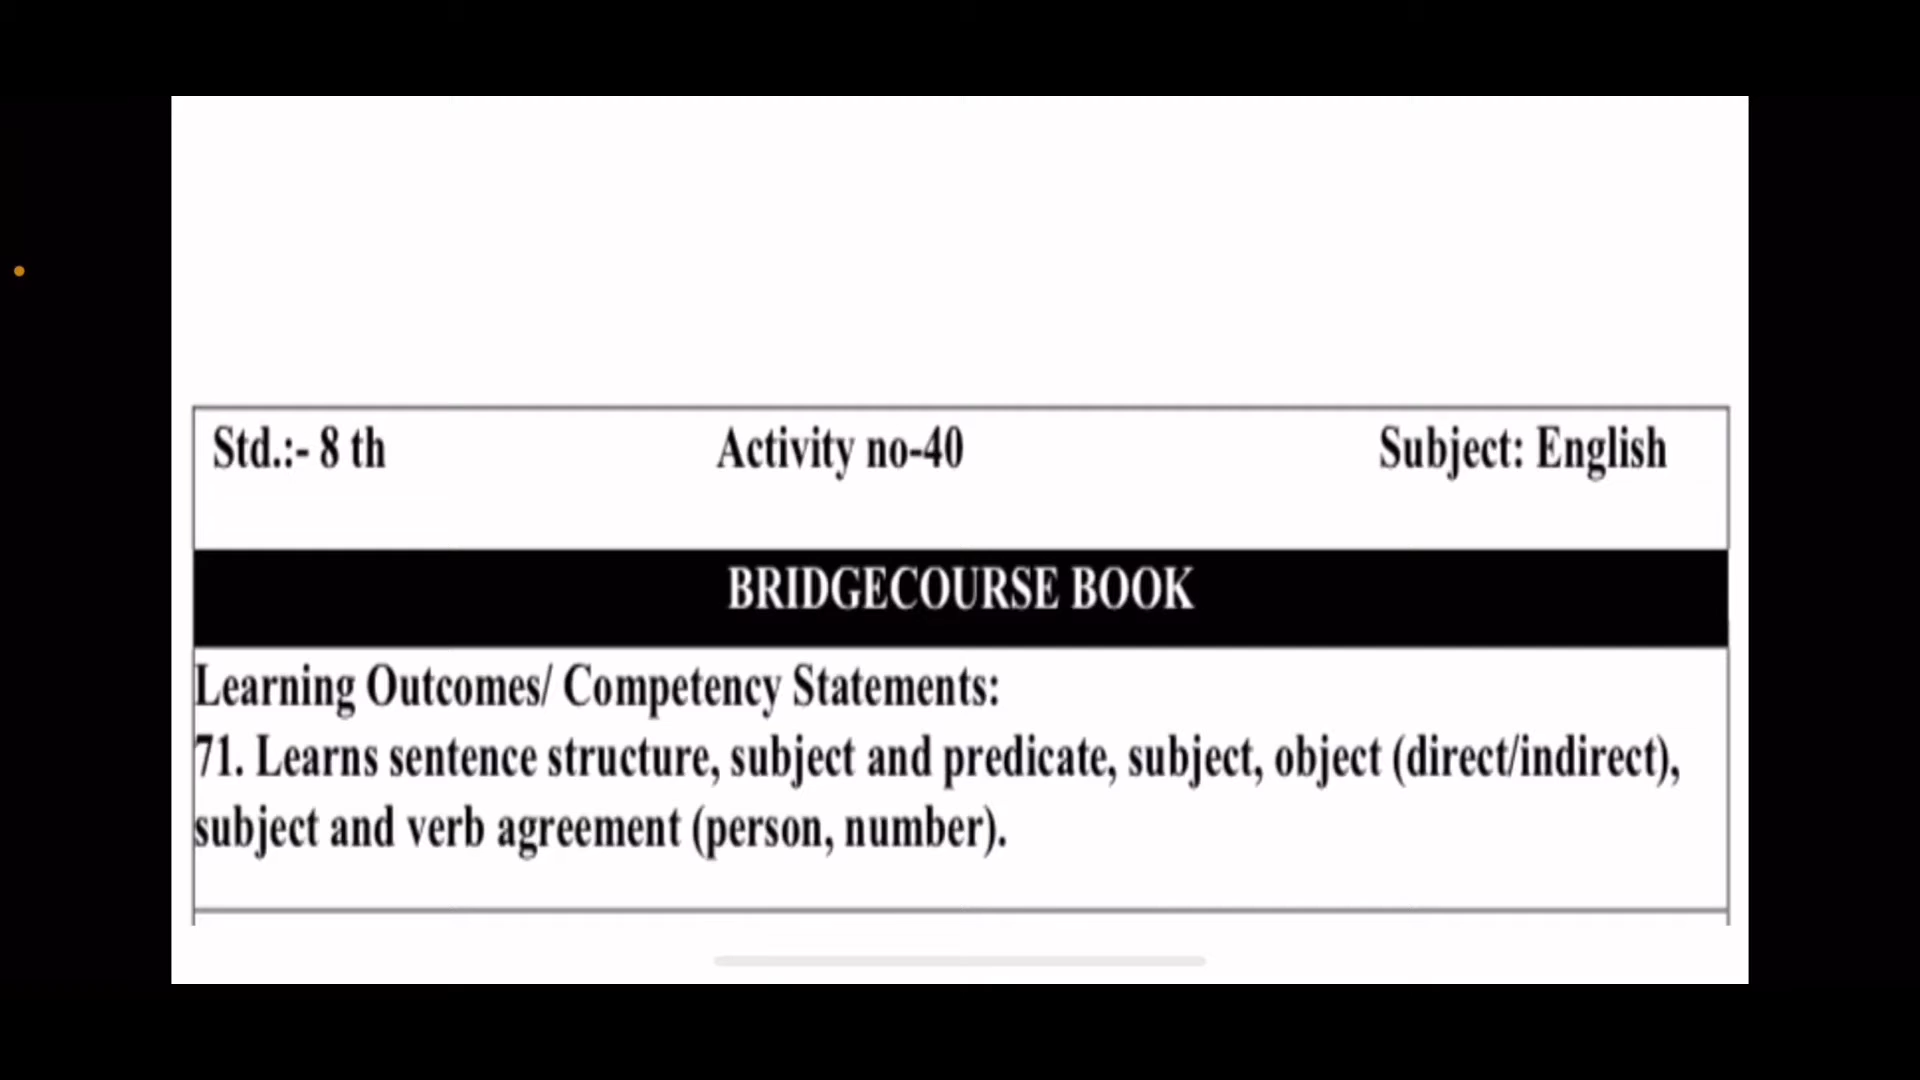 Std.:- 8 th Activity no-40 Subject: English
BRIDGECOURSE BOOK
Learning Outcomes/ Competency Statements:
71. Learns sentence structure, subject and predicate, subject, object (direct/indirect),
subject and verb agreement (person, number).